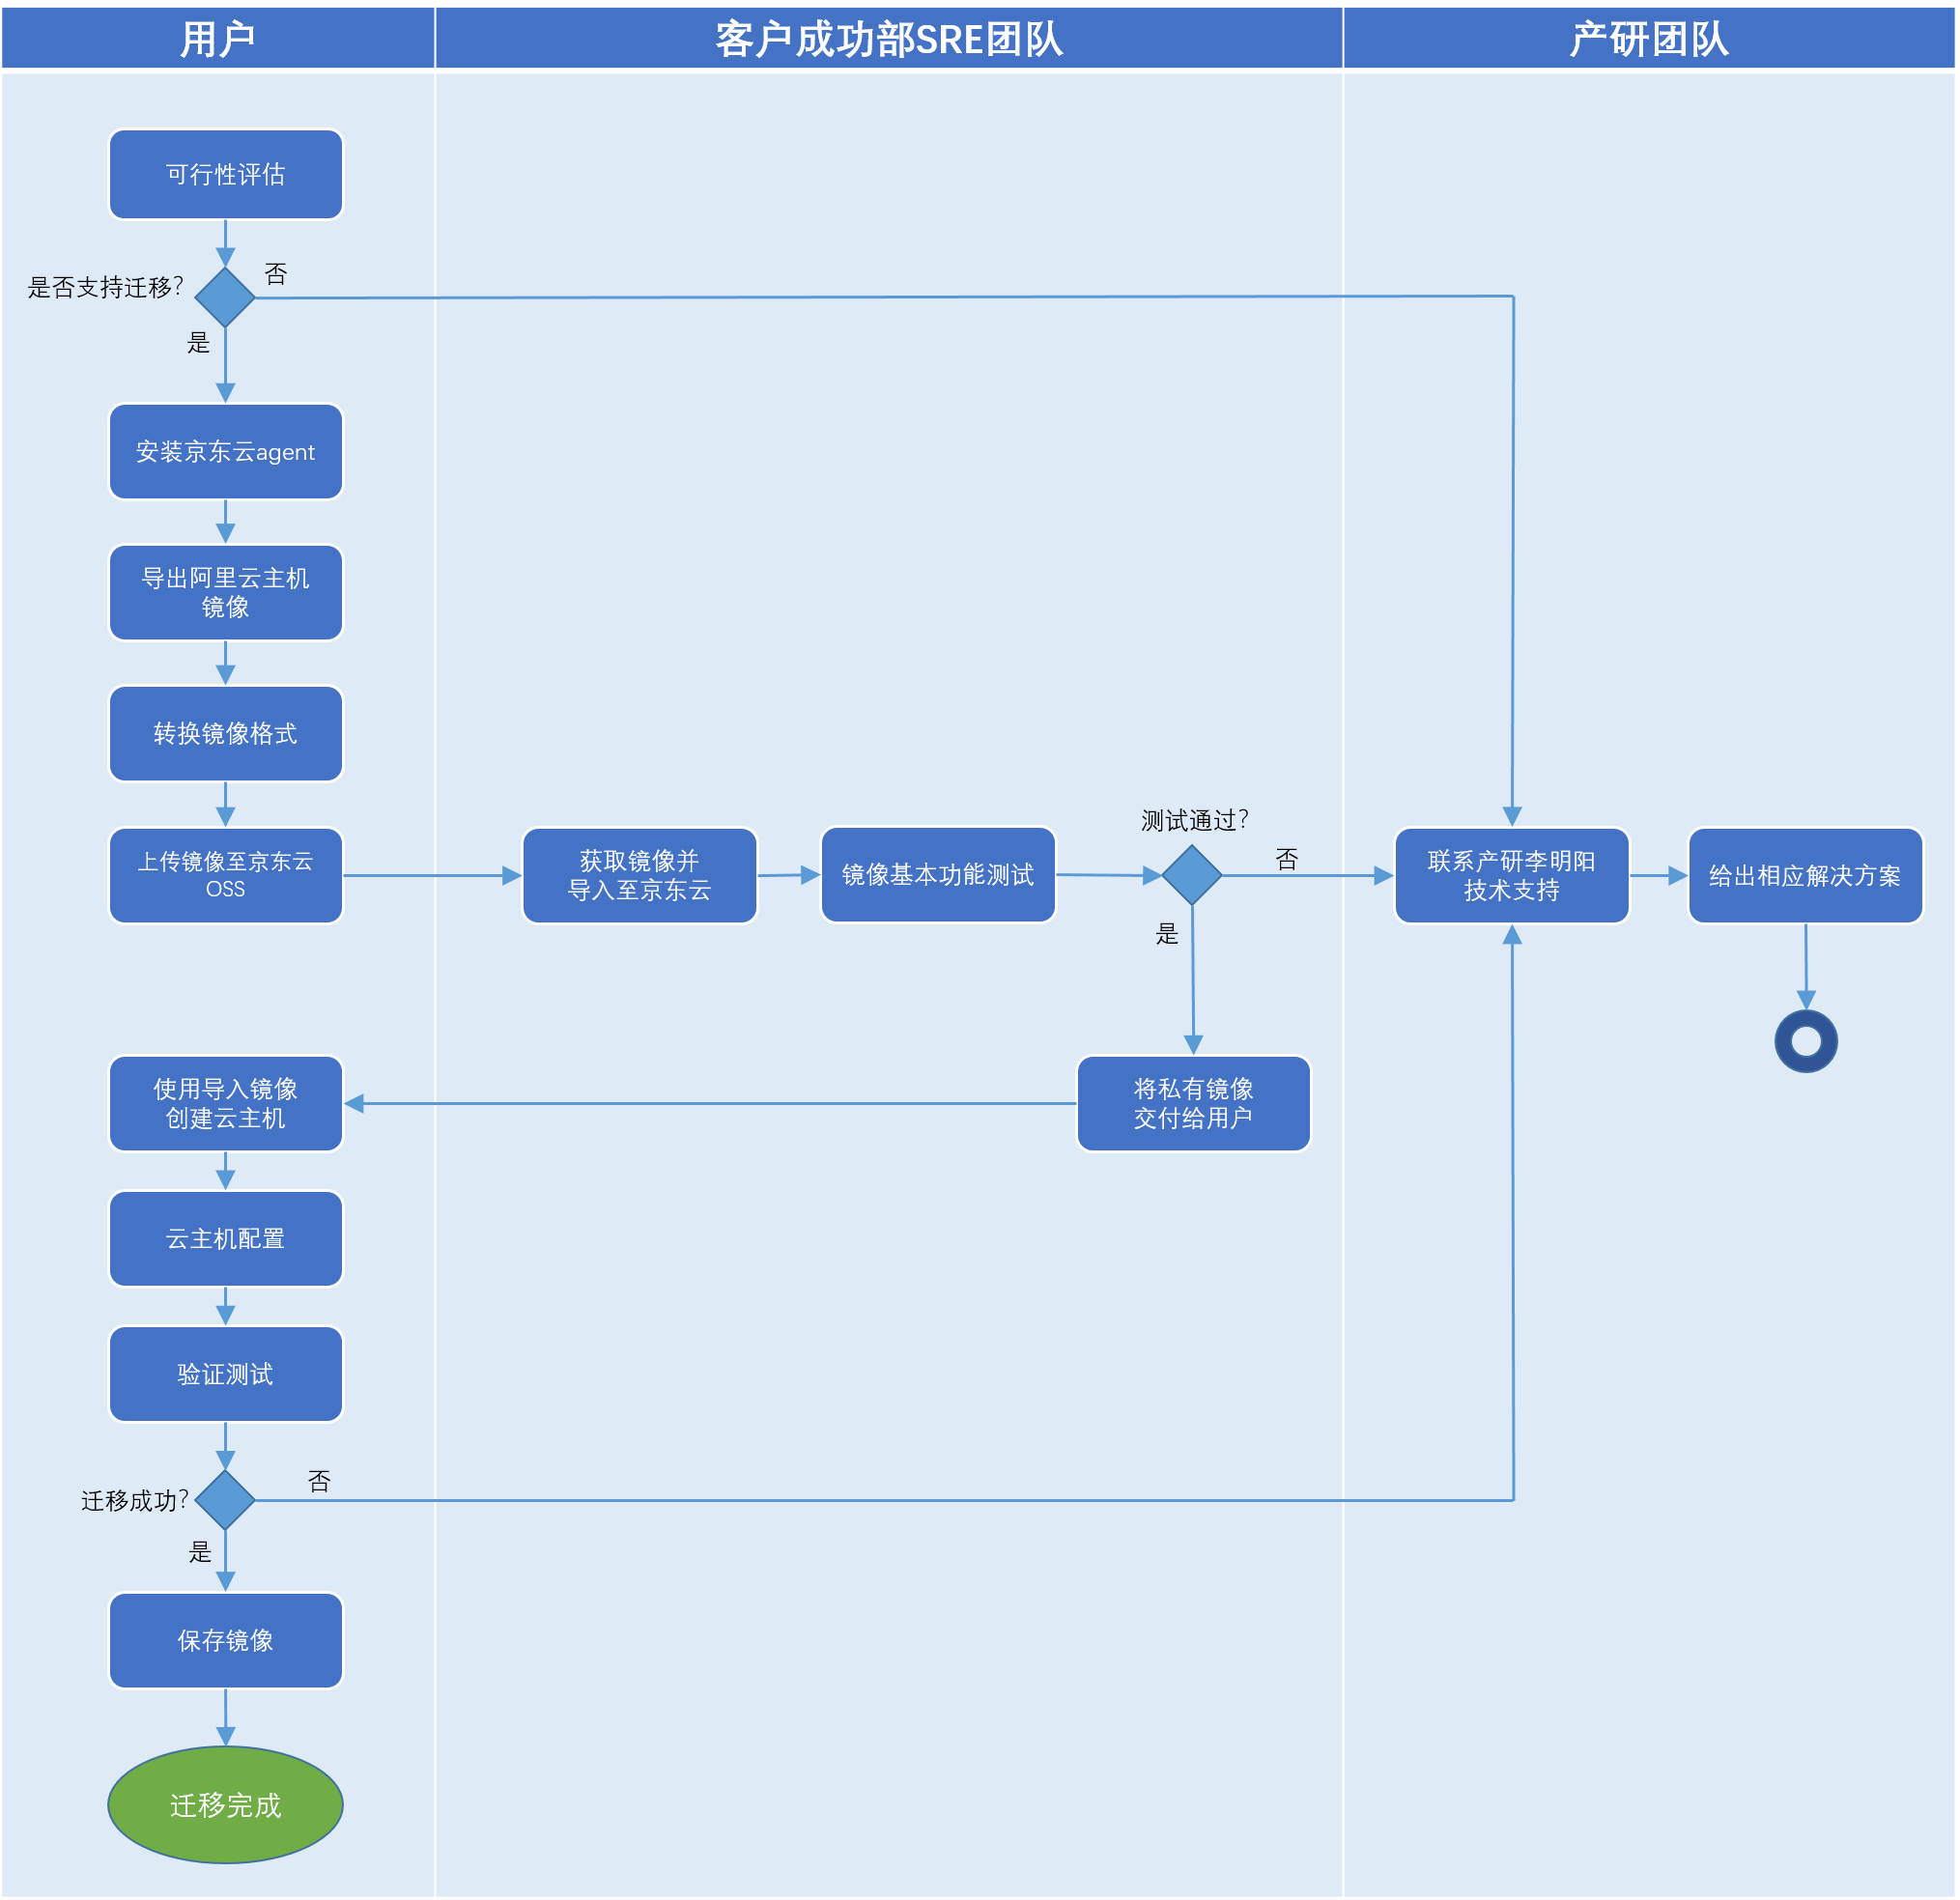 用户
客户成功部SRE团队
产研团队
可行性评估
是否支持迁移?
否
是
安装京东云agent
导出阿里云主机
镜像
转换镜像格式
上传镜像至京东云
OSS
获取镜像并
导入至京东云
镜像基本功能测试
测试通过?
否
是
联系产研李明阳
技术支持
给出相应解决方案
将私有镜像
交付给用户
使用导入镜像
创建云主机
云主机配置
验证测试
迁移成功?
否
是
保存镜像
迁移完成